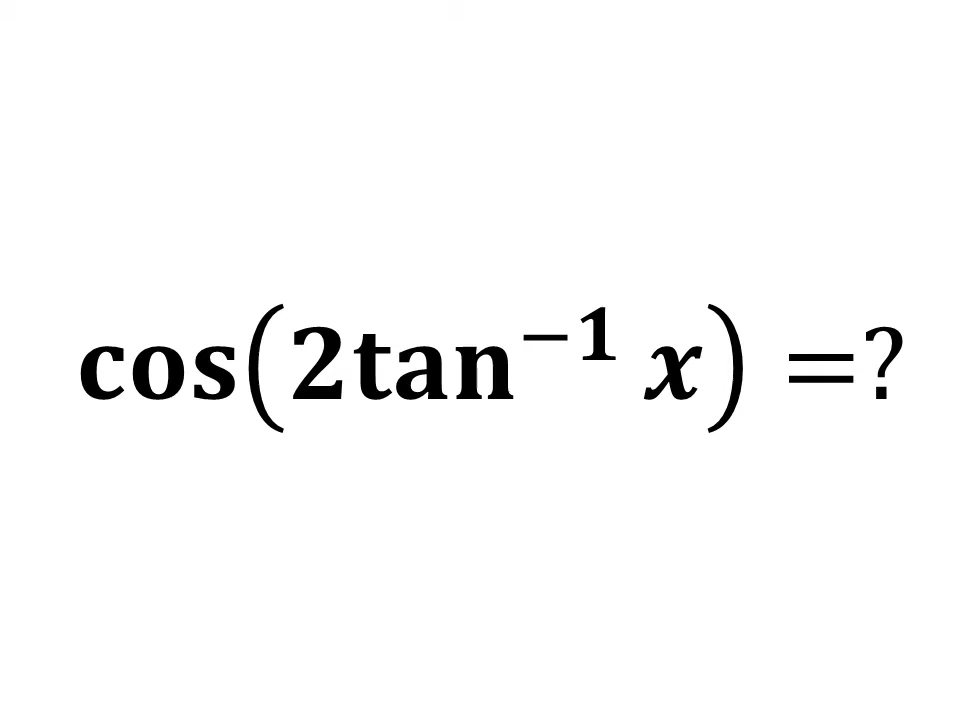 cos(2tan⁻¹ x) =?